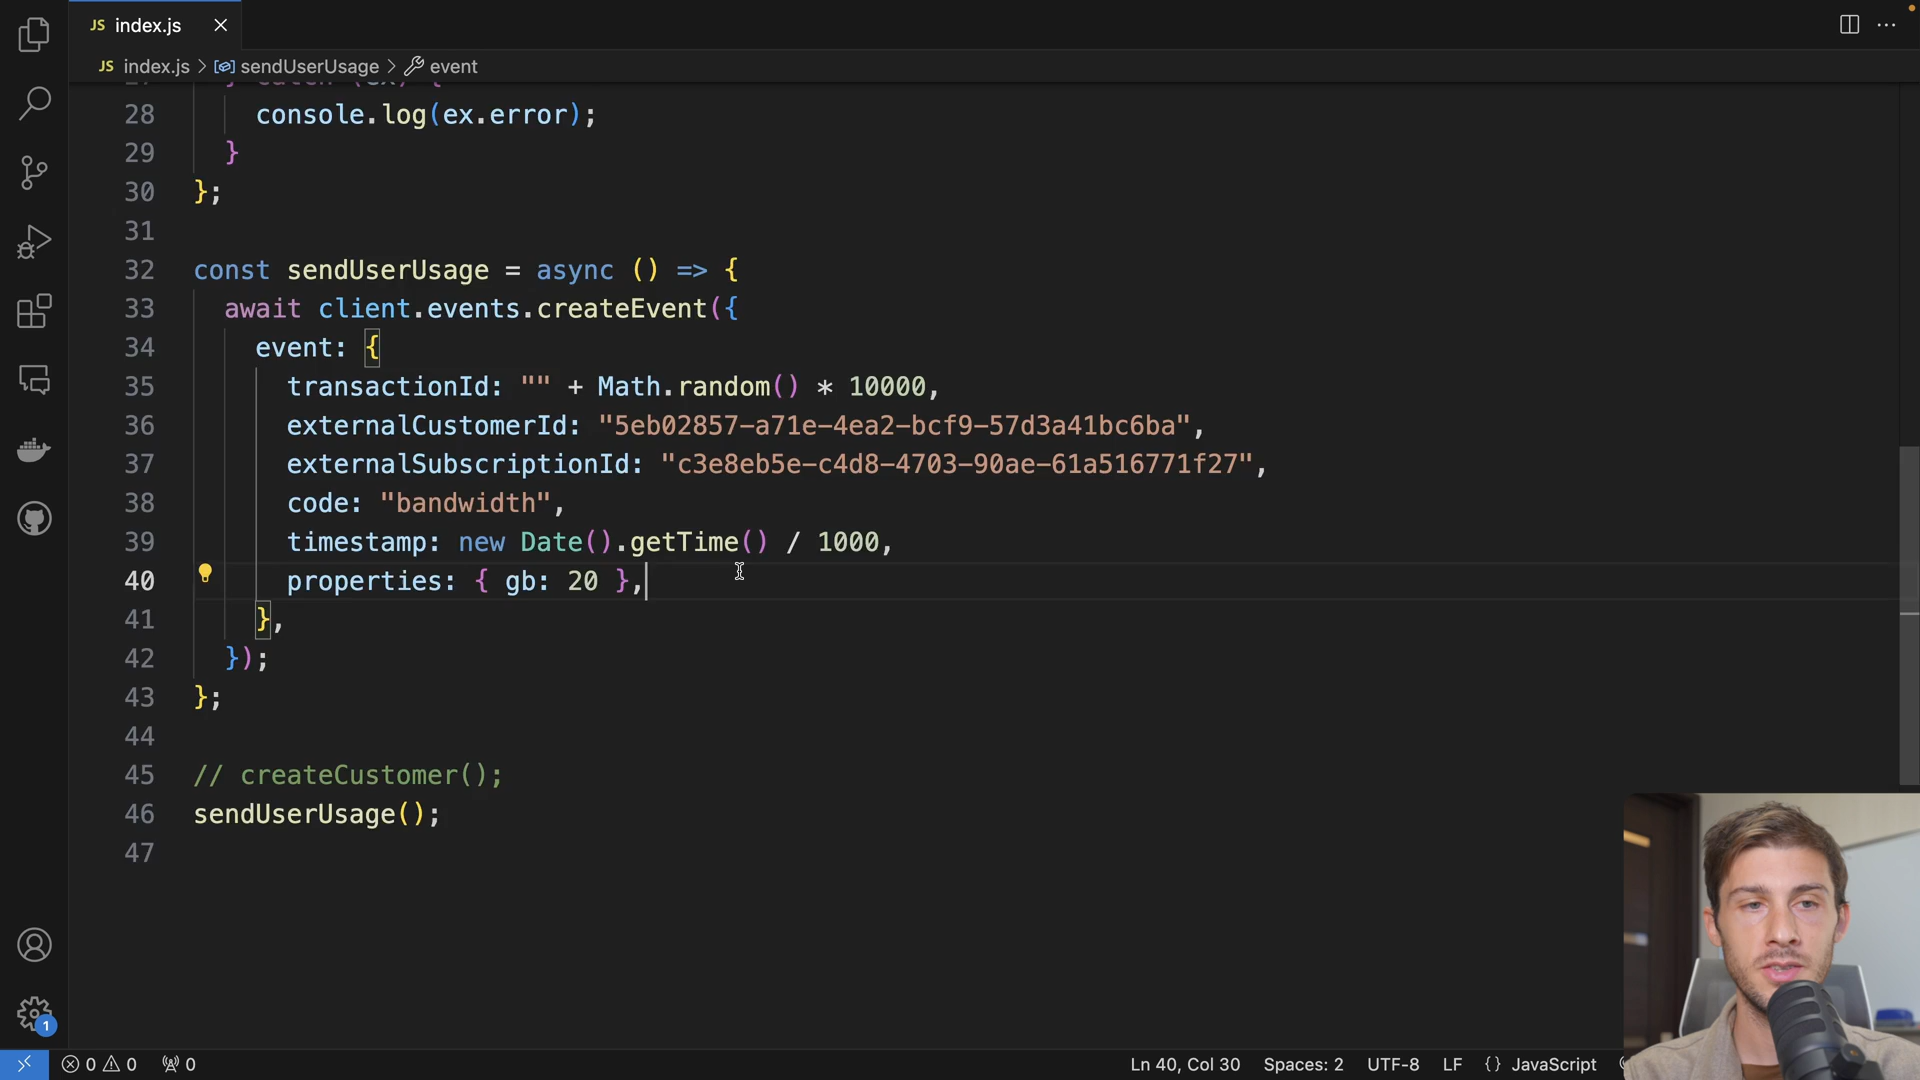 JS index.js
JS index.js > sendUserUsage > event
28 console.log(ex.error);
29 }
30 };
31
32 const sendUserUsage = async () => {
33 await client.events.createEvent({
34 event: {
35 transactionId: "" + Math.random() * 10000,
36 externalCustomerId: "5eb02857-a71e-4ea2-bcf9-57d3a41bc6ba",
37 externalSubscriptionId: "c3e8eb5e-c4d8-4703-90ae-61a516771f27",
38 code: "bandwidth",
39 timestamp: new Date().getTime() / 1000,
40 properties: { gb: 20 },
41 },
42 });
43 };
44
45 // createCustomer();
46 sendUserUsage();
47
1
0 0 0 Ln 40, Col 30 Spaces: 2 UTF-8 LF {} JavaScript